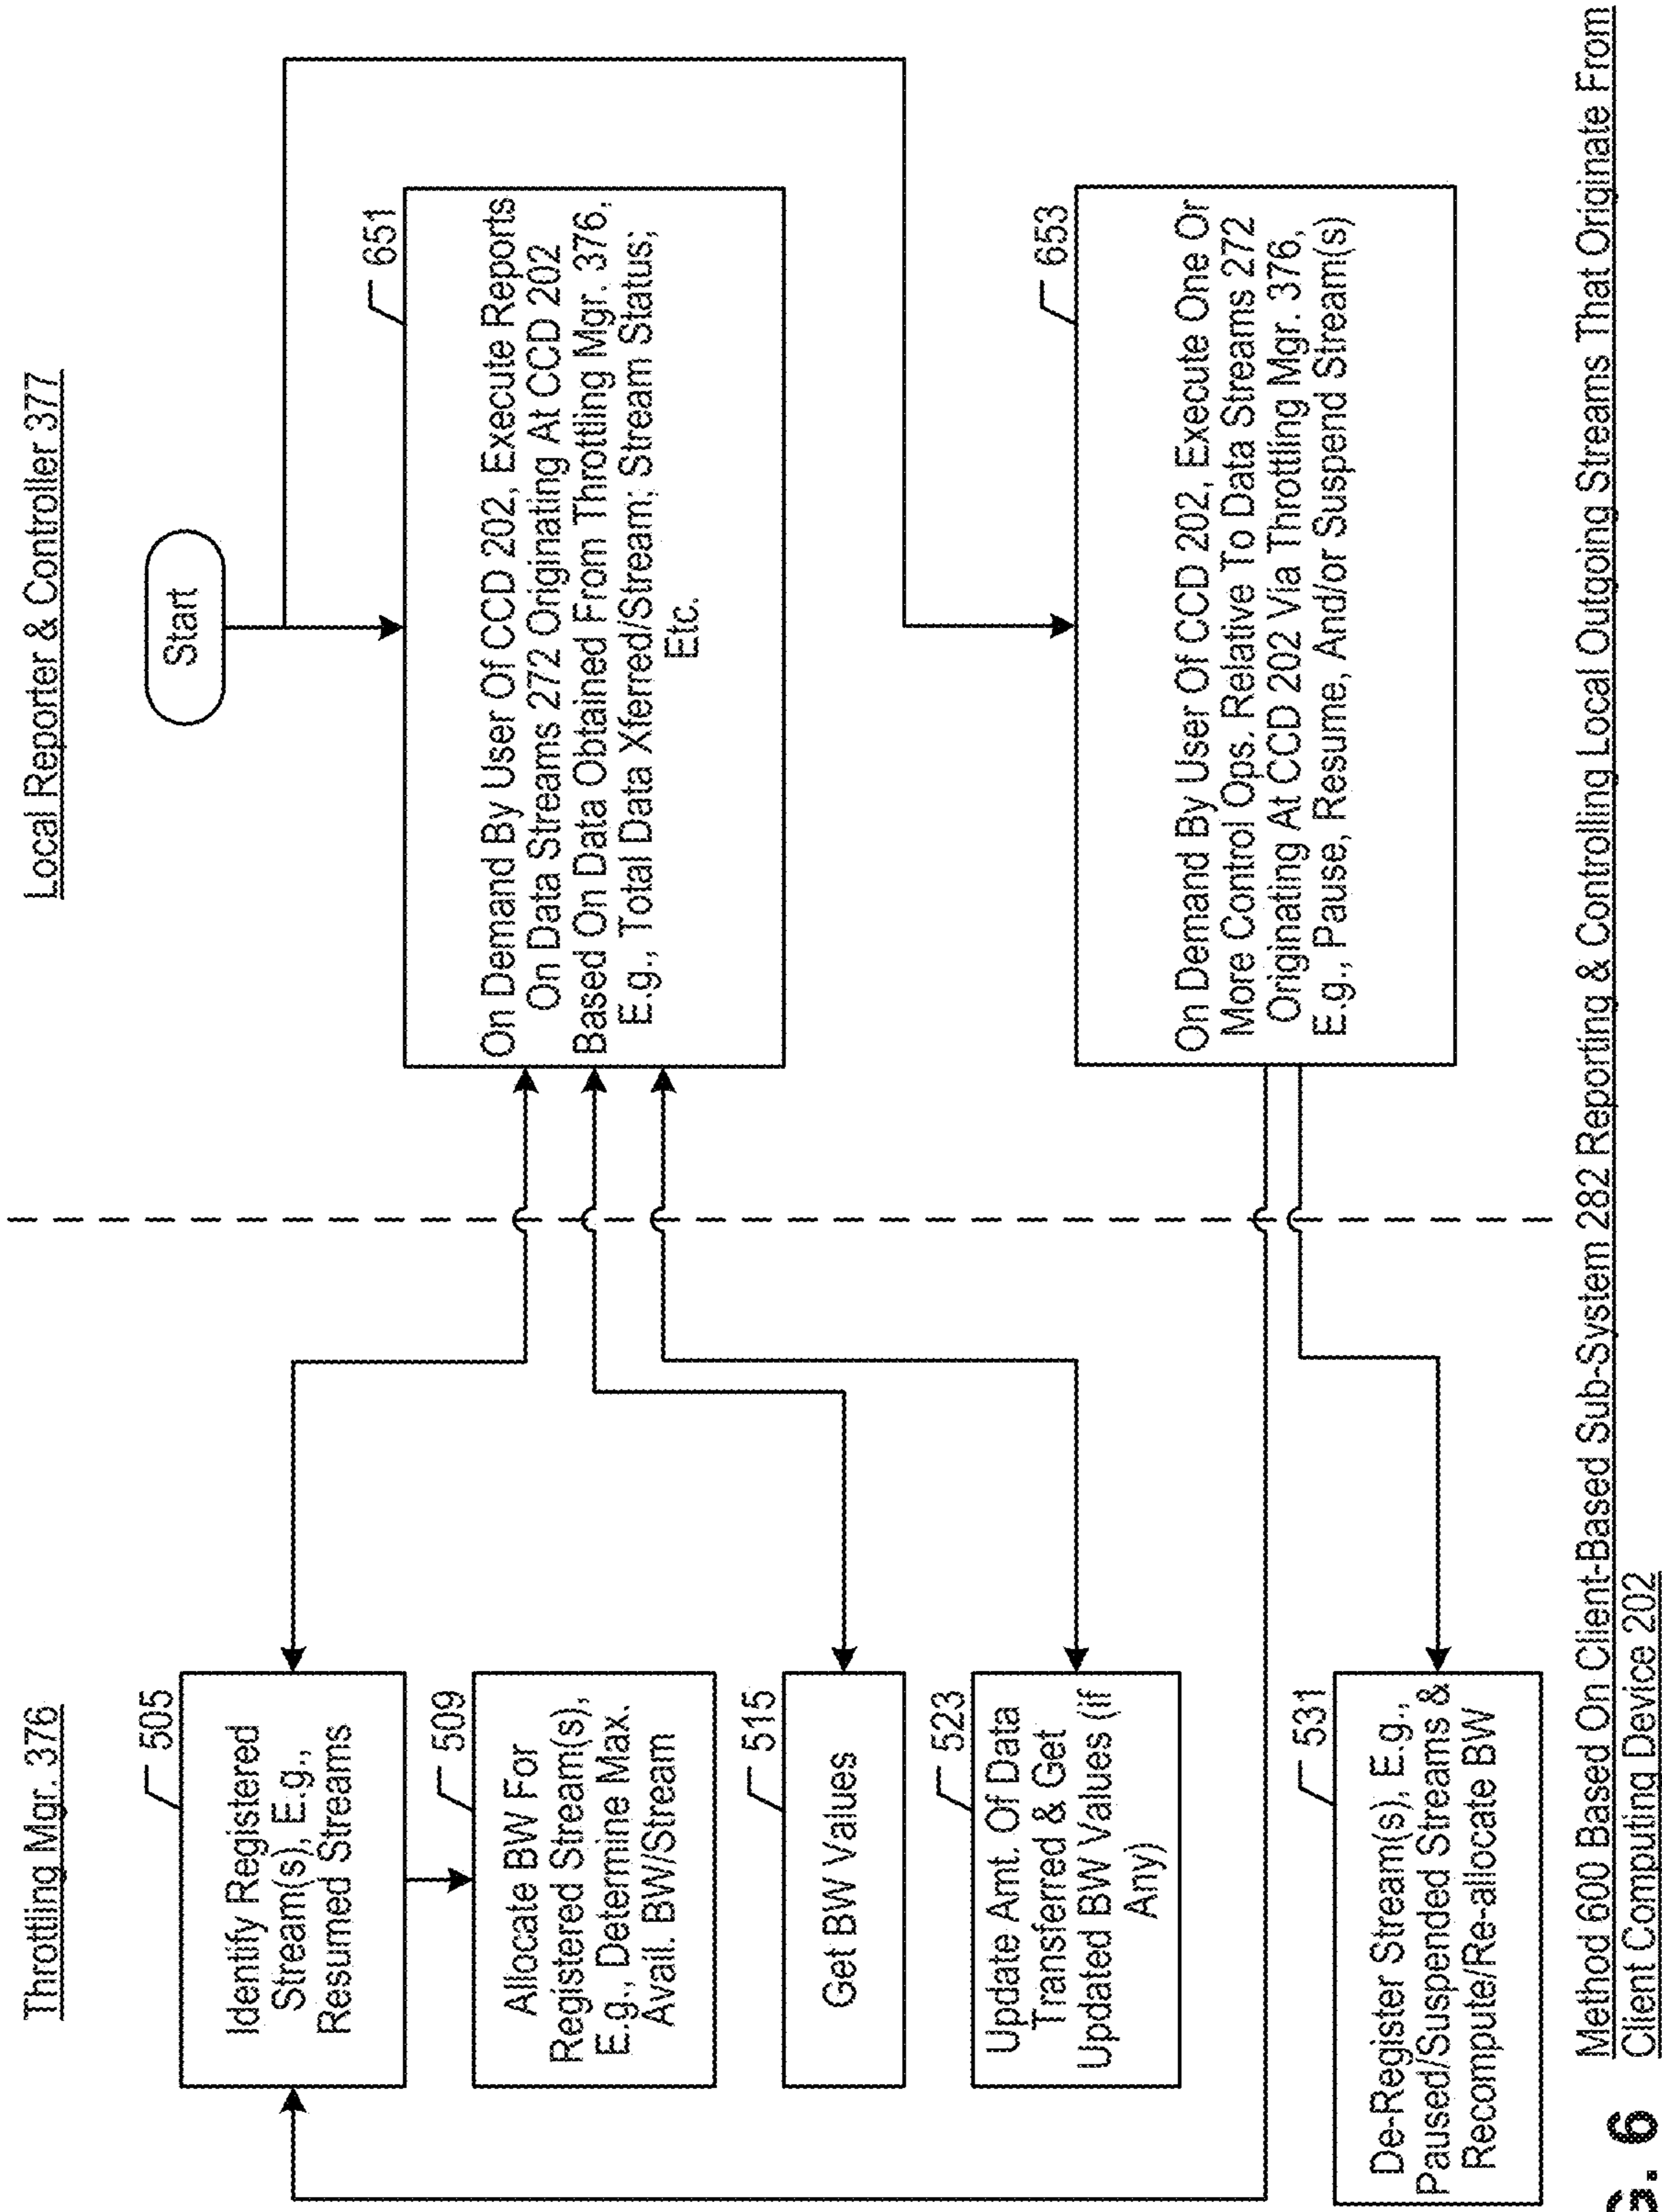 Throttling Mgr. 376
Local Reporter & Controller 377
505
Identify Registered
Stream(s), E.g.,
Resumed Streams
509
Allocate BW For
Registered Stream(s),
E.g., Determine Max.
Avail. BW/Stream
515
Get BW Values
523
Update Amt. Of Data
Transferred & Get
Updated BW Values (if
Any)
531
De-Register Stream(s), E.g.,
Paused/Suspended Streams &
Recompute/Re-allocate BW
Start
651
On Demand By User Of CCD 202, Execute Reports
On Data Streams 272 Originating At CCD 202
Based On Data Obtained From Throttling Mgr. 376,
E.g., Total Data Xferred/Stream; Stream Status;
Etc.
653
On Demand By User Of CCD 202, Execute One Or
More Control Ops. Relative To Data Streams 272
Originating At CCD 202 Via Throttling Mgr. 376,
E.g., Pause, Resume, And/or Suspend Stream(s)
G. 6
Method 600 Based On Client-Based Sub-System 282 Reporting & Controlling Local Outgoing Streams That Originate From
Client Computing Device 202